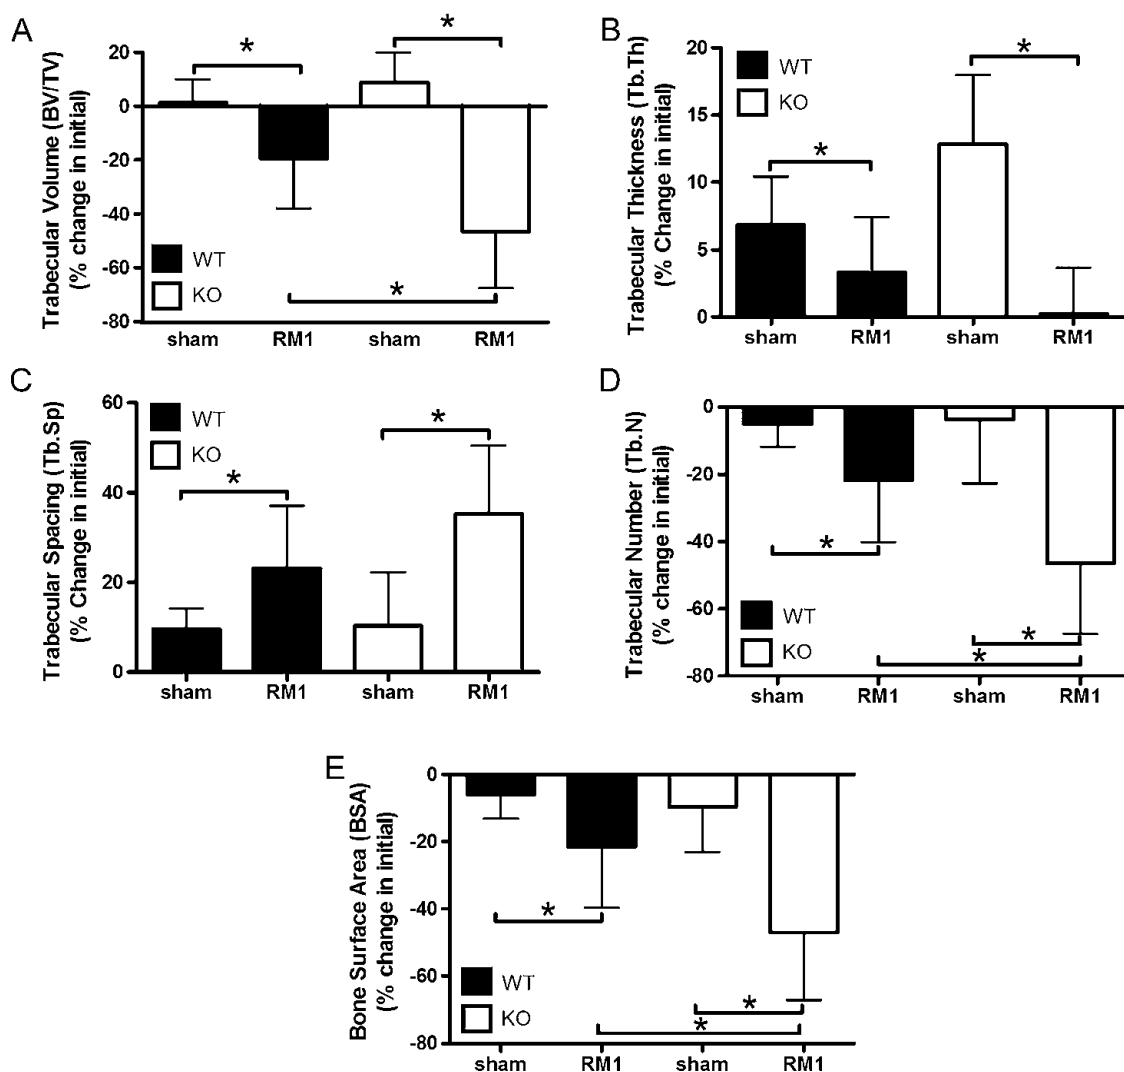 A
Trabecular Volume (BV/TV)
(% change in initial)
20
0
-20
-40
-60
-80
*
*
*
WT
KO
sham
RM1
sham
RM1
B
Trabecular Thickness (Tb.Th)
(% Change in initial)
20
15
10
5
0
WT
KO
*
*
sham
RM1
sham
RM1
C
Trabecular Spacing (Tb.Sp)
(% Change in initial)
60
40
20
0
WT
KO
*
*
sham
RM1
sham
RM1
D
Trabecular Number (Tb.N)
(% change in initial)
0
-20
-40
-60
-80
*
*
*
WT
KO
sham
RM1
sham
RM1
E
Bone Surface Area (BSA)
(% change in initial)
0
-20
-40
-60
-80
*
*
*
WT
KO
sham
RM1
sham
RM1